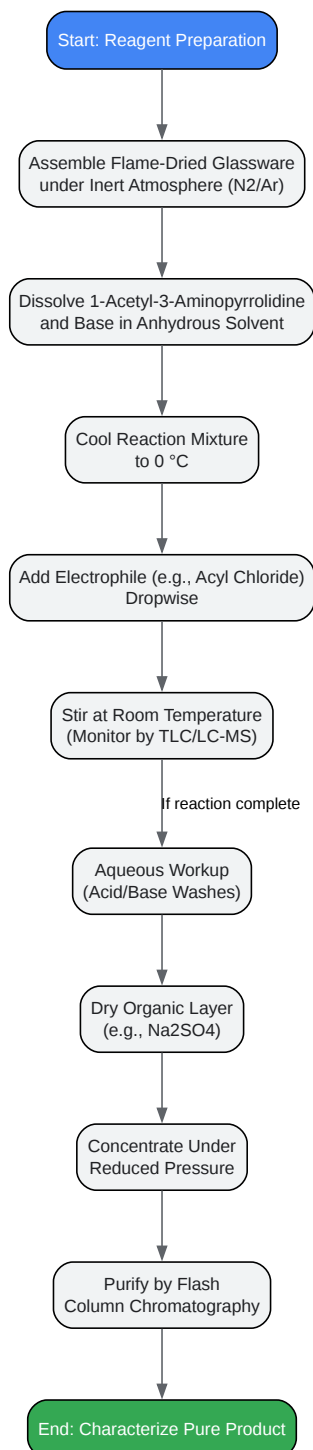 Start: Reagent Preparation
Assemble Flame-Dried Glassware
under Inert Atmosphere (N2/Ar)
Dissolve 1-Acetyl-3-Aminopyrrolidine
and Base in Anhydrous Solvent
Cool Reaction Mixture
to 0 °C
Add Electrophile (e.g., Acyl Chloride)
Dropwise
Stir at Room Temperature
(Monitor by TLC/LC-MS)
If reaction complete
Aqueous Workup
(Acid/Base Washes)
Dry Organic Layer
(e.g., Na2SO4)
Concentrate Under
Reduced Pressure
Purify by Flash
Column Chromatography
End: Characterize Pure Product